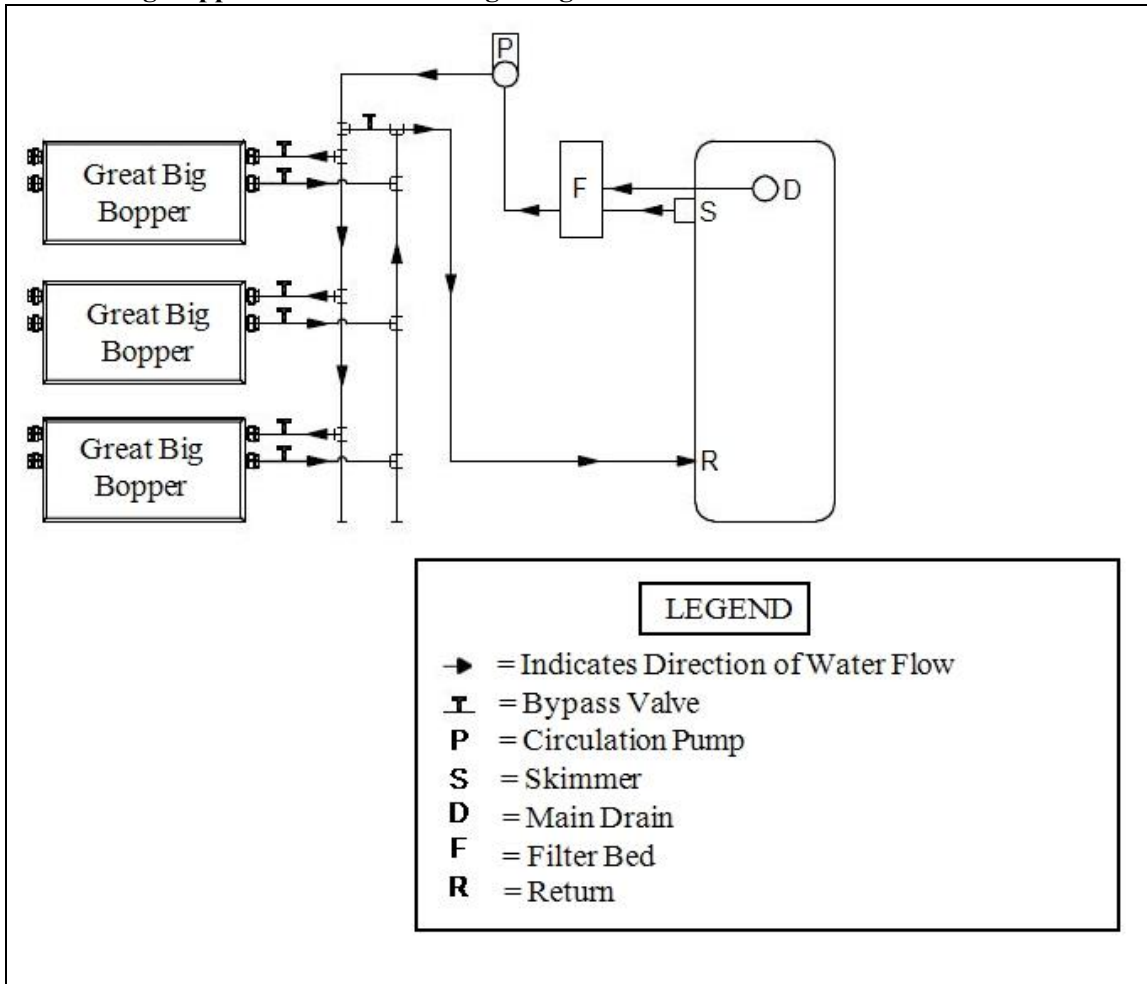 P
Great Big
Bopper
F
D
S
Great Big
Bopper
Great Big
Bopper
R
LEGEND
= Indicates Direction of Water Flow
= Bypass Valve
P = Circulation Pump
S = Skimmer
D = Main Drain
F = Filter Bed
R = Return